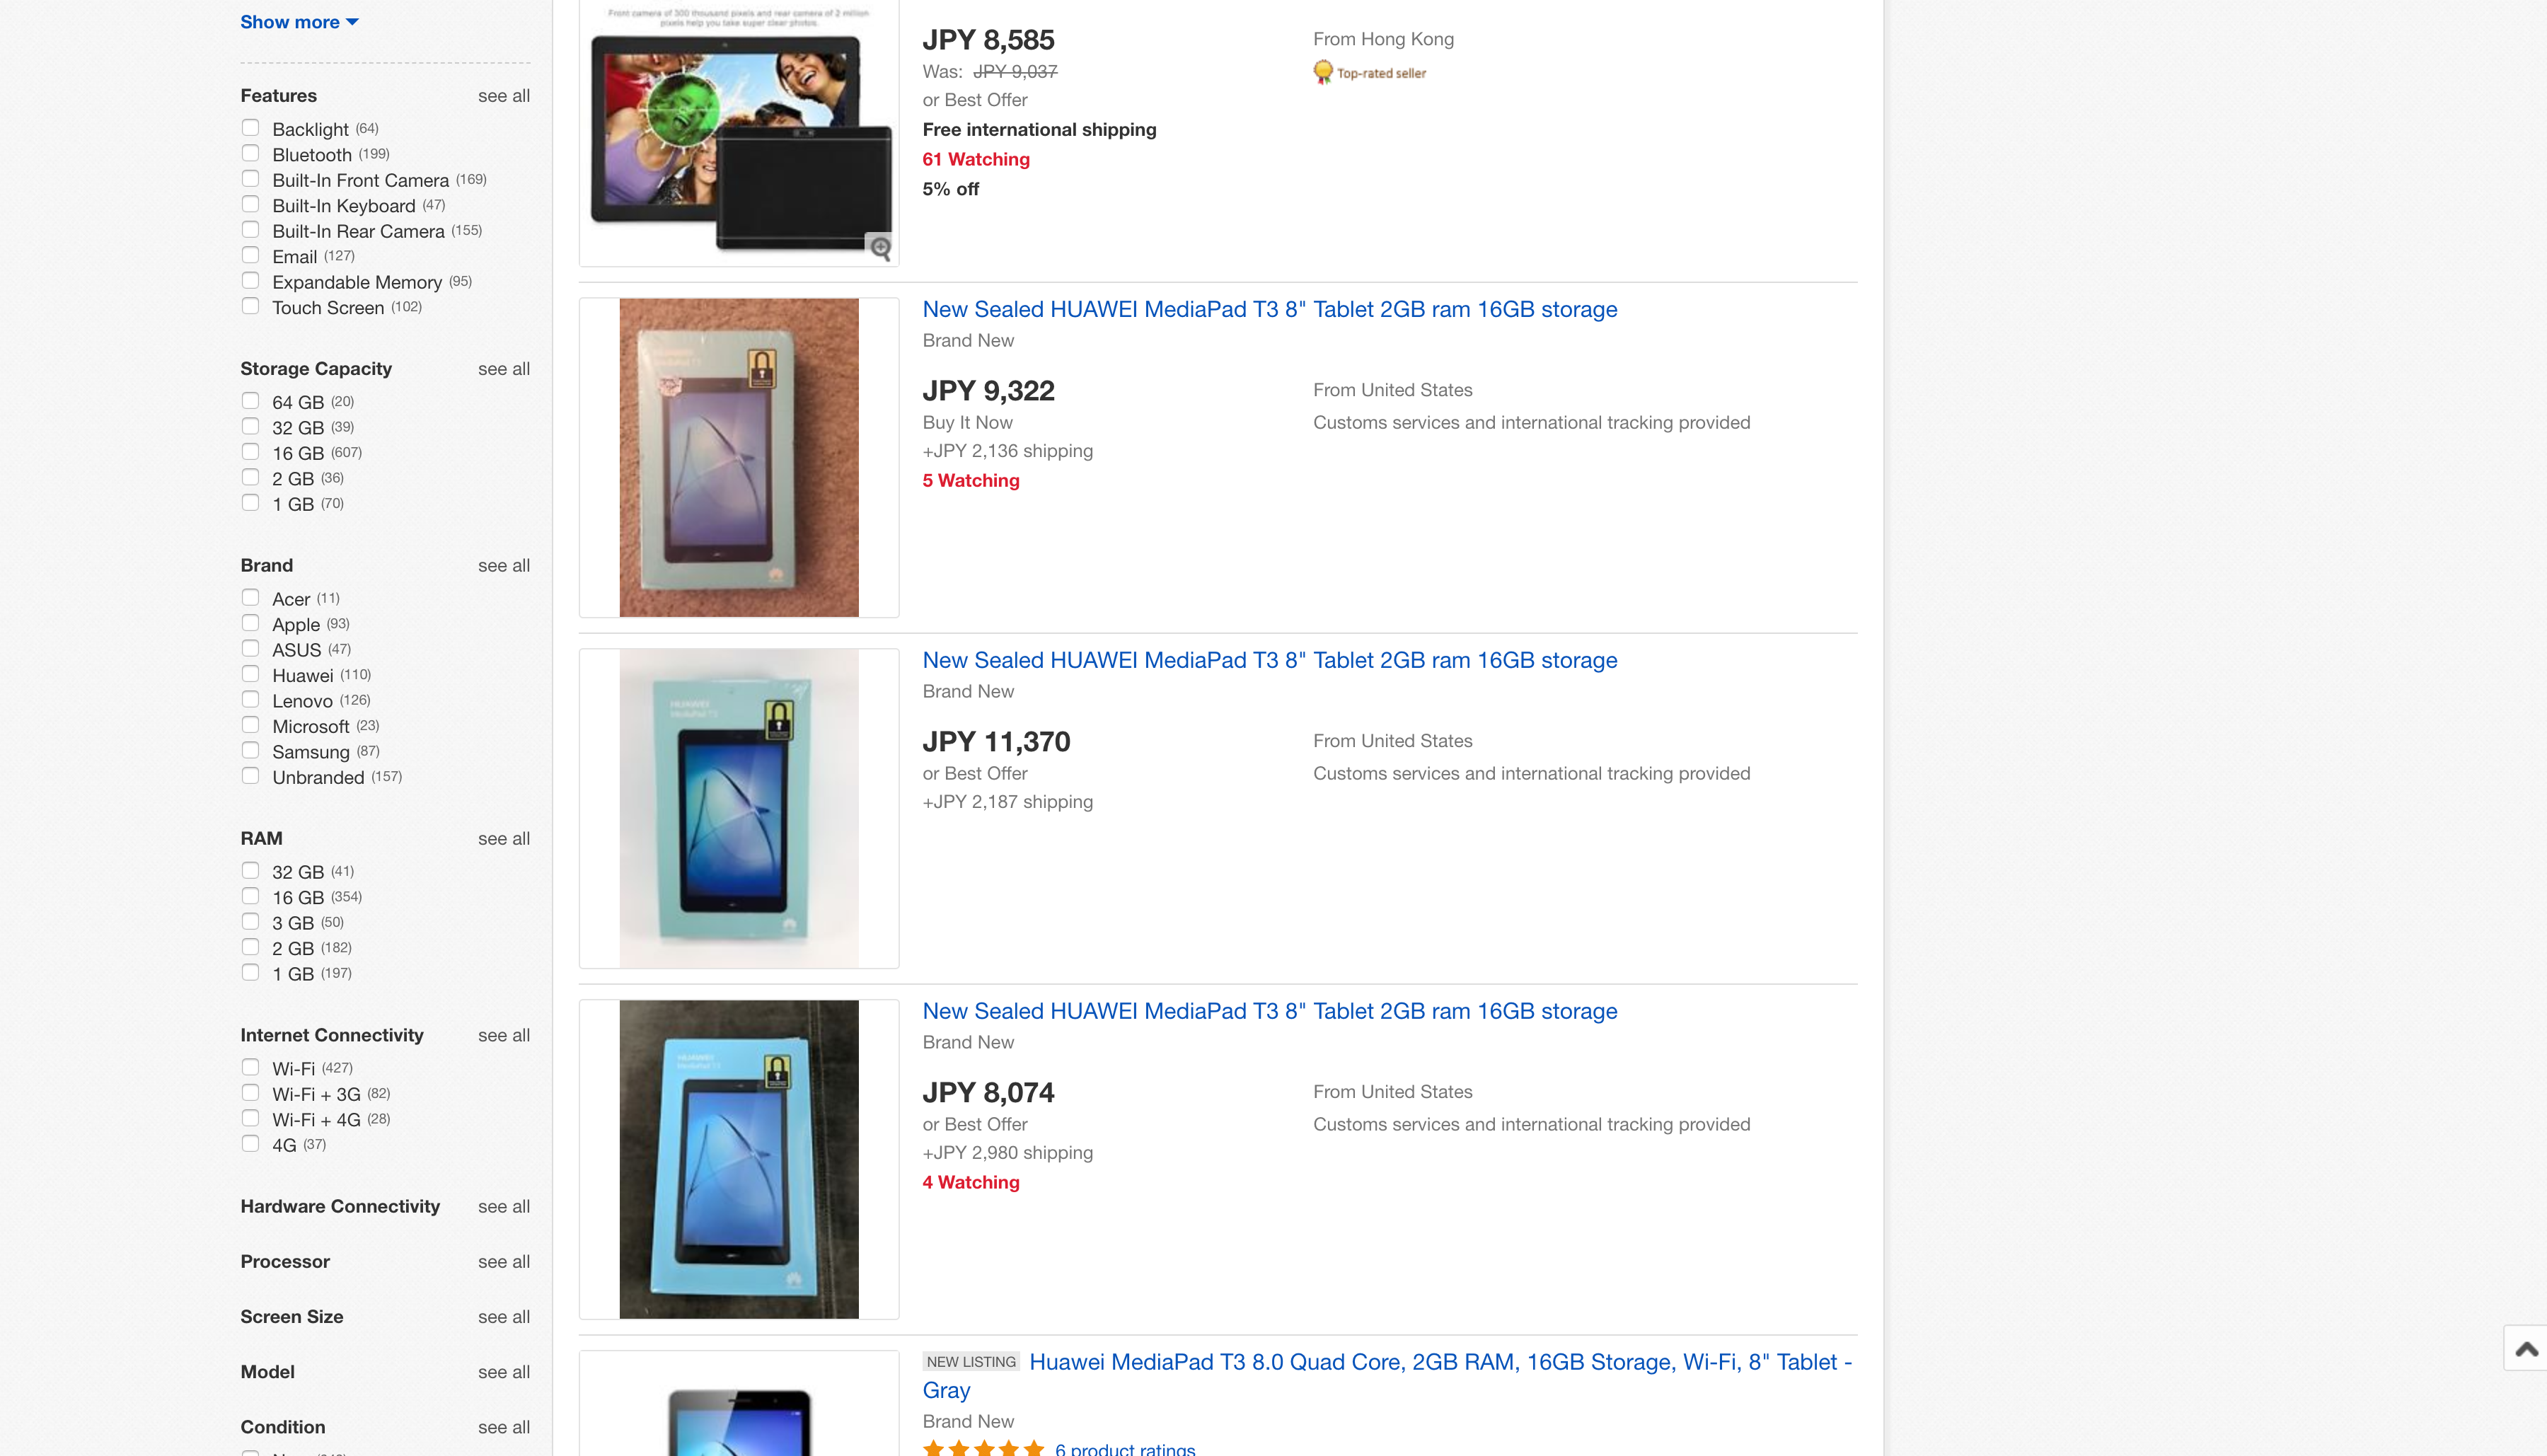 Show more
Features see all
Backlight (64)
Bluetooth (199)
Built-In Front Camera (169)
Built-In Keyboard (47)
Built-In Rear Camera (155)
Email (127)
Expandable Memory (95)
Touch Screen (102)
Storage Capacity see all
64 GB (20)
32 GB (39)
16 GB (607)
2 GB (36)
1 GB (70)
Brand see all
Acer (11)
Apple (93)
ASUS (47)
Huawei (110)
Lenovo (126)
Microsoft (23)
Samsung (87)
Unbranded (157)
RAM see all
32 GB (41)
16 GB (354)
3 GB (50)
2 GB (182)
1 GB (197)
Internet Connectivity see all
Wi-Fi (427)
Wi-Fi + 3G (82)
Wi-Fi + 4G (28)
4G (37)
Hardware Connectivity see all
Processor see all
Screen Size see all
Model see all
Condition see all
Front camera of 300 thousand pixels and rear camera of 2 million
pixels help you take super clear photos.
JPY 8,585
Was: JPY 9,037
or Best Offer
Free international shipping
61 Watching
5% off
From Hong Kong
Top-rated seller
New Sealed HUAWEI MediaPad T3 8" Tablet 2GB ram 16GB storage
Brand New
JPY 9,322
Buy It Now
+JPY 2,136 shipping
5 Watching
From United States
Customs services and international tracking provided
HUAWEI
MediaPad T3
New Sealed HUAWEI MediaPad T3 8" Tablet 2GB ram 16GB storage
Brand New
JPY 11,370
or Best Offer
+JPY 2,187 shipping
From United States
Customs services and international tracking provided
HUAWEI
MediaPad T3
New Sealed HUAWEI MediaPad T3 8" Tablet 2GB ram 16GB storage
Brand New
JPY 8,074
or Best Offer
+JPY 2,980 shipping
4 Watching
From United States
Customs services and international tracking provided
NEW LISTING Huawei MediaPad T3 8.0 Quad Core, 2GB RAM, 16GB Storage, Wi-Fi, 8" Tablet -
Gray
Brand New
6 product ratings